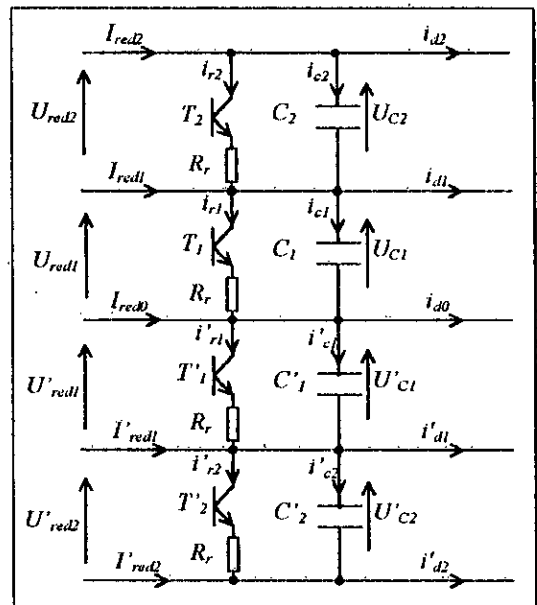 I_red2 i_d2
i_r2 i_c2
U_red2 T_2 C_2 U_C2
R_r
I_red1 i_d1
i_r1 i_c1
U_red1 T_1 C_1 U_C1
R_r
I_red0 i_d0
i'_r1 i'_c1
U'_red1 T'_1 C'_1 U'_C1
R_r
I'_red1 i'_d1
i'_r2 i'_c2
U'_red2 T'_2 C'_2 U'_C2
R_r
I'_red2 i'_d2